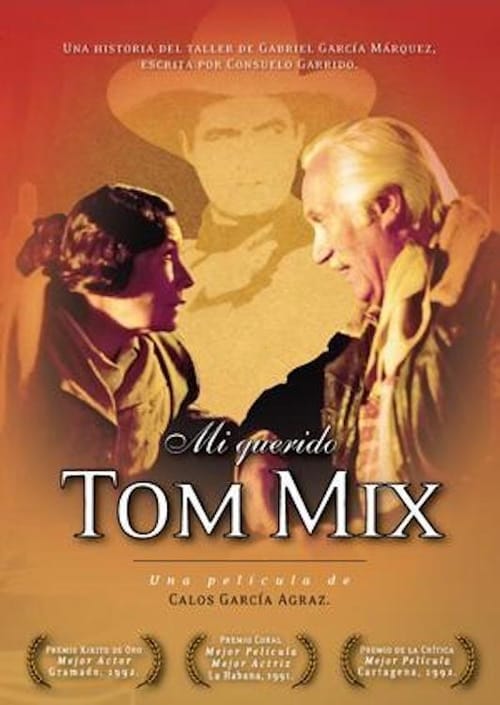 Una historia del taller de Gabriel García Márquez,
escrita por Consuelo Garrido.
Mi querido
Tom Mix
Una película de
Calos García Agraz.
Premio Kikito de Oro
Mejor Actor
Gramado, 1992.
Premio Coral
Mejor Película
Mejor Actriz
La Habana, 1991.
Premio de la Crítica
Mejor Película
Cartagena, 1992.